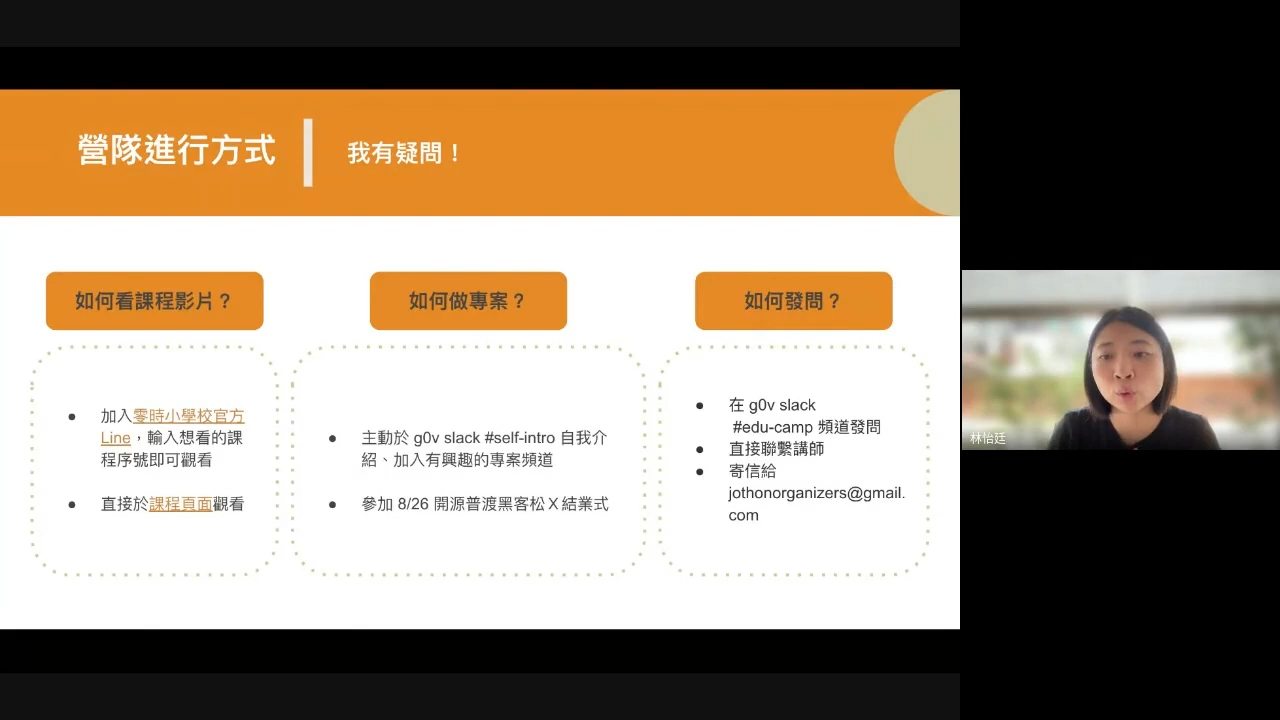 營隊進行方式
我有疑問！
如何看課程影片？
加入零時小學校官方
Line，輸入想看的課
程序號即可觀看
直接於課程頁面觀看
如何做專案？
主動於 g0v slack #self-intro 自我介
紹、加入有興趣的專案頻道
參加 8/26 開源普渡黑客松Ｘ結業式
如何發問？
在 g0v slack
#edu-camp 頻道發問
直接聯繫講師
寄信給
jothonorganizers@gmail.
com
林怡廷